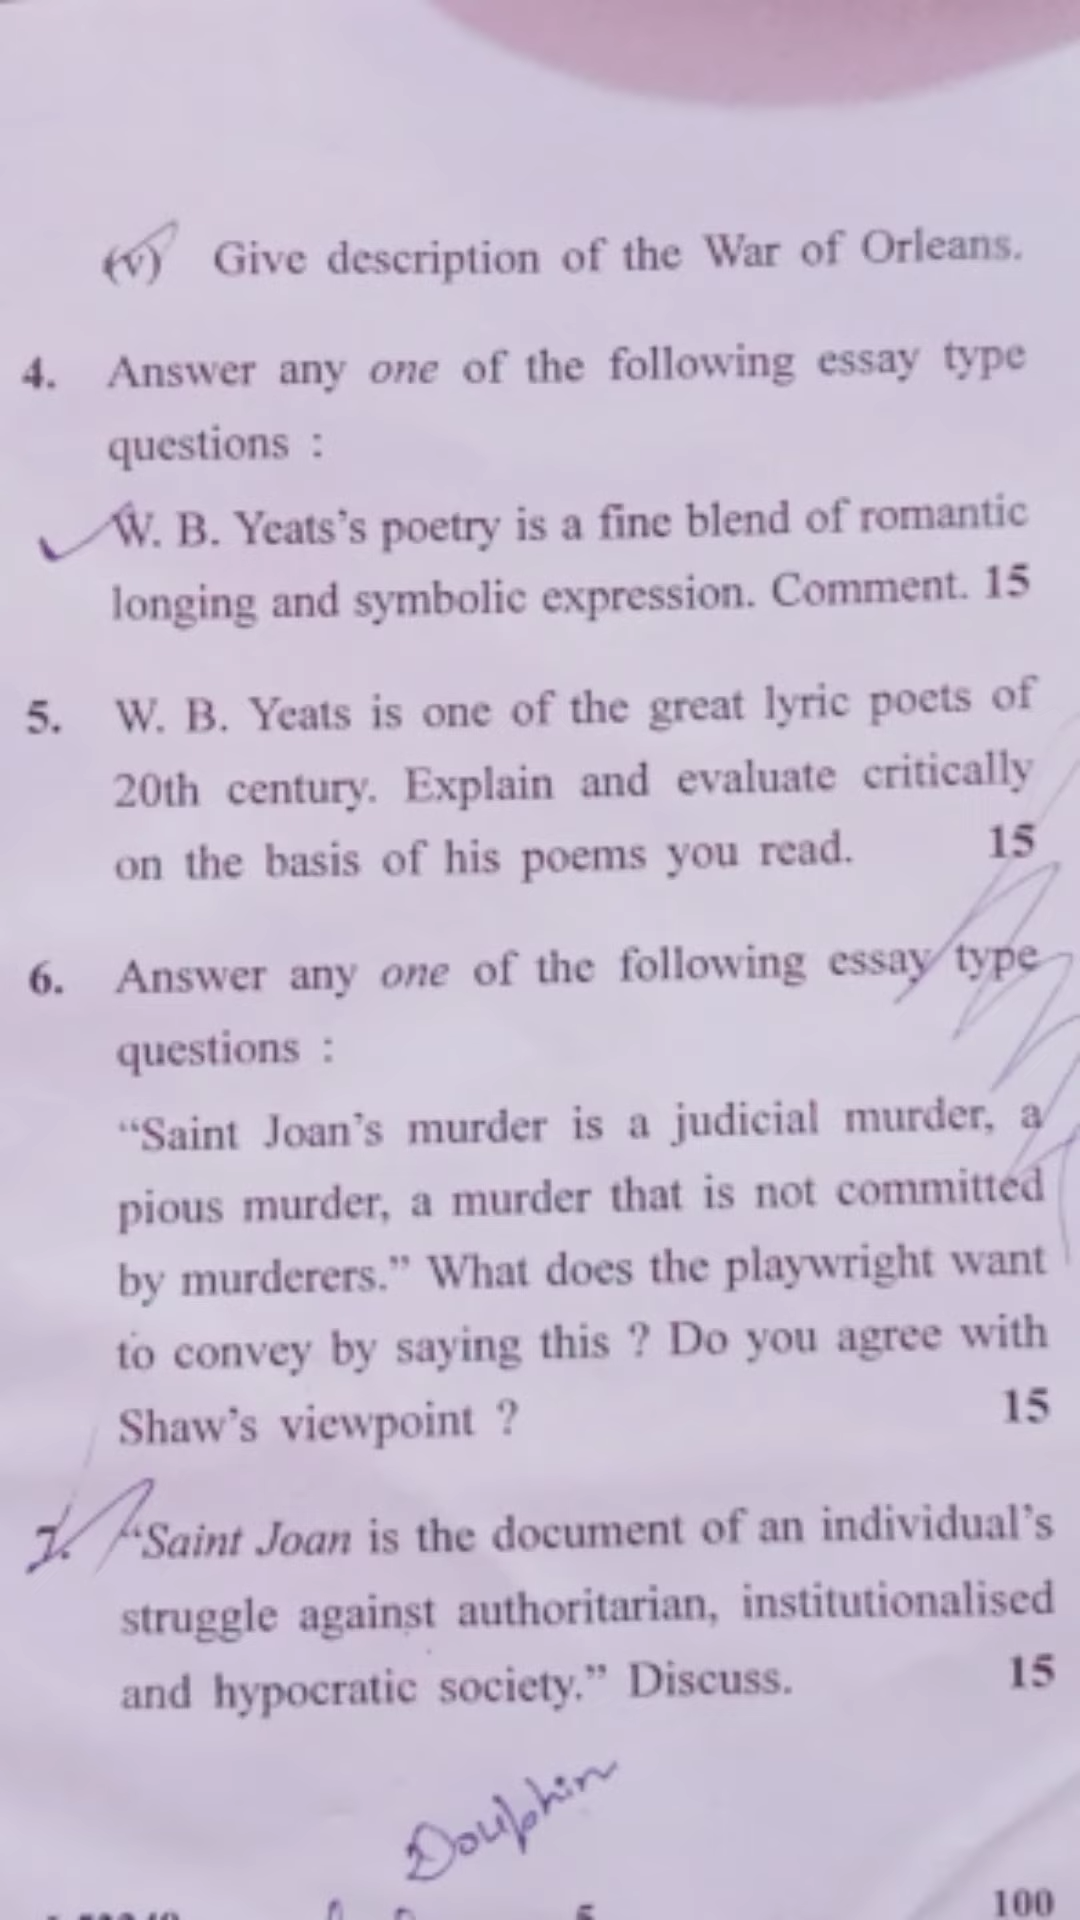 (v) Give description of the War of Orleans.
4. Answer any one of the following essay type
questions :
W. B. Yeats's poetry is a fine blend of romantic
longing and symbolic expression. Comment. 15
5. W. B. Yeats is one of the great lyric poets of
20th century. Explain and evaluate critically
on the basis of his poems you read. 15
6. Answer any one of the following essay type
questions :
“Saint Joan's murder is a judicial murder, a
pious murder, a murder that is not committed
by murderers.” What does the playwright want
to convey by saying this ? Do you agree with
Shaw's viewpoint ? 15
7. “Saint Joan is the document of an individual's
struggle against authoritarian, institutionalised
and hypocratic society.” Discuss. 15
Douphin
5 100